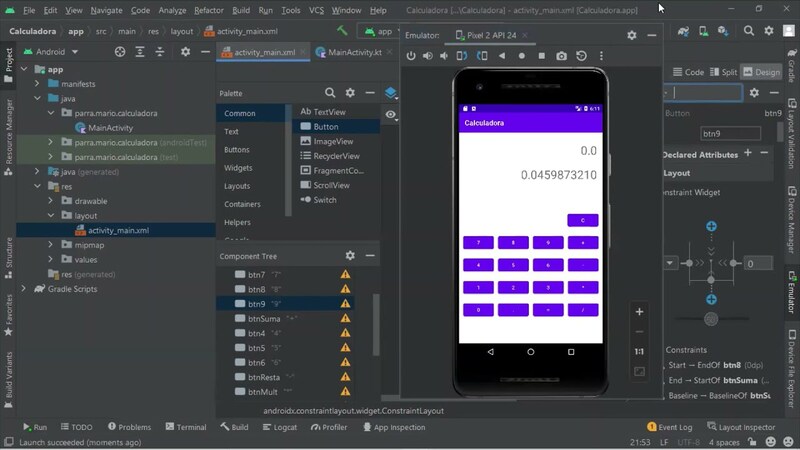 File Edit View Navigate Code Analyze Refactor Build Run Tools VCS Window Help Calculadora [...\Calculadora] - activity_main.xml [Calculadora.app]
Calculadora app src main res layout activity_main.xml app
Emulator: Pixel 2 API 24
Android
activity_main.xml
MainActivity.kt
Code Split Design
app
manifests
java
parra.mario.calculadora
MainActivity
parra.mario.calculadora (androidTest)
parra.mario.calculadora (test)
java (generated)
res
drawable
layout
activity_main.xml
mipmap
values
res (generated)
Gradle Scripts
Palette
Common
Text
Buttons
Widgets
Layouts
Containers
Helpers
Ab TextView
Button
ImageView
RecyclerView
FragmentCo...
ScrollView
Switch
Component Tree
btn7 "7"
btn8 "8"
btn9 "9"
btnSuma "+"
btn4 "4"
btn5 "5"
btn6 "6"
btnResta "-"
btnMult "*"
androidx.constraintlayout.widget.ConstraintLayout
6:11
Calculadora
0.0
0.0459873210
C
7 8 9 +
4 5 6 -
1 2 3 *
0 . < /
1:1
Button btn9
btn9
Declared Attributes
Layout
onstraint Widget
0
Constraints
Start → EndOf btn8 (0dp)
End → StartOf btnSuma (
Baseline → BaselineOf btnSu
Project
Resource Manager
Structure
Favorites
Build Variants
Gradle
Layout Validation
Device Manager
Emulator
Device File Explorer
Run TODO Problems Terminal Build Logcat Profiler App Inspection Event Log Layout Inspector
Launch succeeded (moments ago) 21:53 LF UTF-8 4 spaces